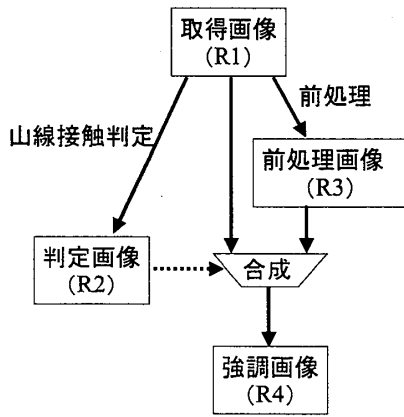 取得画像
(R1)
前処理
山線接触判定
前処理画像
(R3)
判定画像
(R2)
合成
強調画像
(R4)